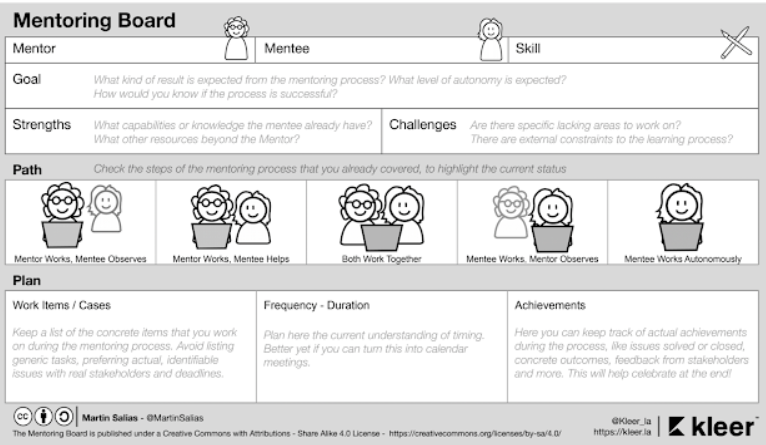 Mentoring Board
Mentor
Mentee
Skill
Goal
What kind of result is expected from the mentoring process? What level of autonomy is expected?
How would you know if the process is successful?
Strengths
What capabilities or knowledge the mentee already have?
What other resources beyond the Mentor?
Challenges
Are there specific lacking areas to work on?
There are external constraints to the learning process?
Path
Check the steps of the mentoring process that you already covered, to highlight the current status
Mentor Works, Mentee Observes
Mentor Works, Mentee Helps
Both Work Together
Mentee Works, Mentor Observes
Mentee Works Autonomously
Plan
Work Items / Cases
Keep a list of the concrete items that you work
on during the mentoring process. Avoid listing
generic tasks, preferring actual, identifiable
issues with real stakeholders and deadlines.
Frequency - Duration
Plan here the current understanding of timing.
Better yet if you can turn this into calendar
meetings.
Achievements
Here you can keep track of actual achievements
during the process, like issues solved or closed,
concrete outcomes, feedback from stakeholders
and more. This will help celebrate at the end!
cc
Martin Salias - @MartinSalias
The Mentoring Board is published under a Creative Commons with Attributions - Share Alike 4.0 License - https://creativecommons.org/licenses/by-sa/4.0/
@Kleer_la
https://kleer.la
kleer